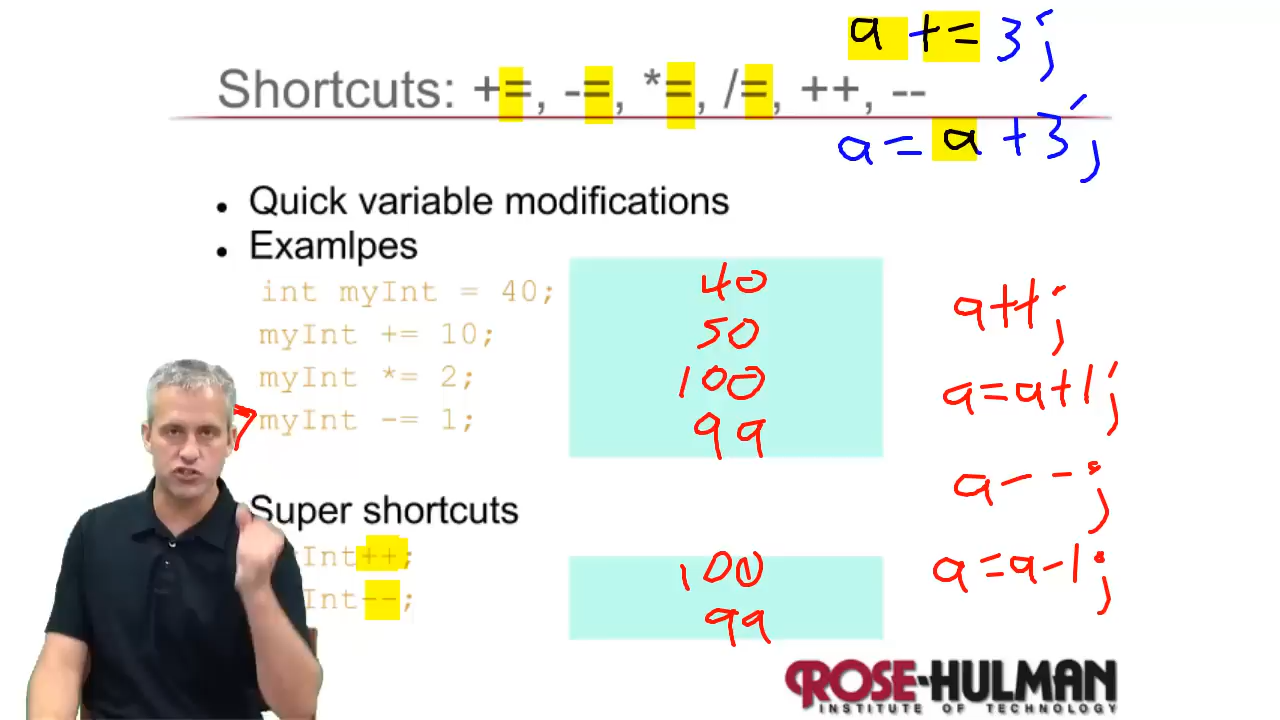 a += 3;
Shortcuts: +=, -=, *=, /=, ++, --
a = a + 3;
• Quick variable modifications
• Examlpes
int myInt = 40;
40
myInt += 10;
50
myInt *= 2;
100
myInt -= 1;
99
a++;
a=a+1;
a--;
a=a-1;
Super shortcuts
Int++;
100
Int--;
99
ROSE-HULMAN
INSTITUTE OF TECHNOLOGY